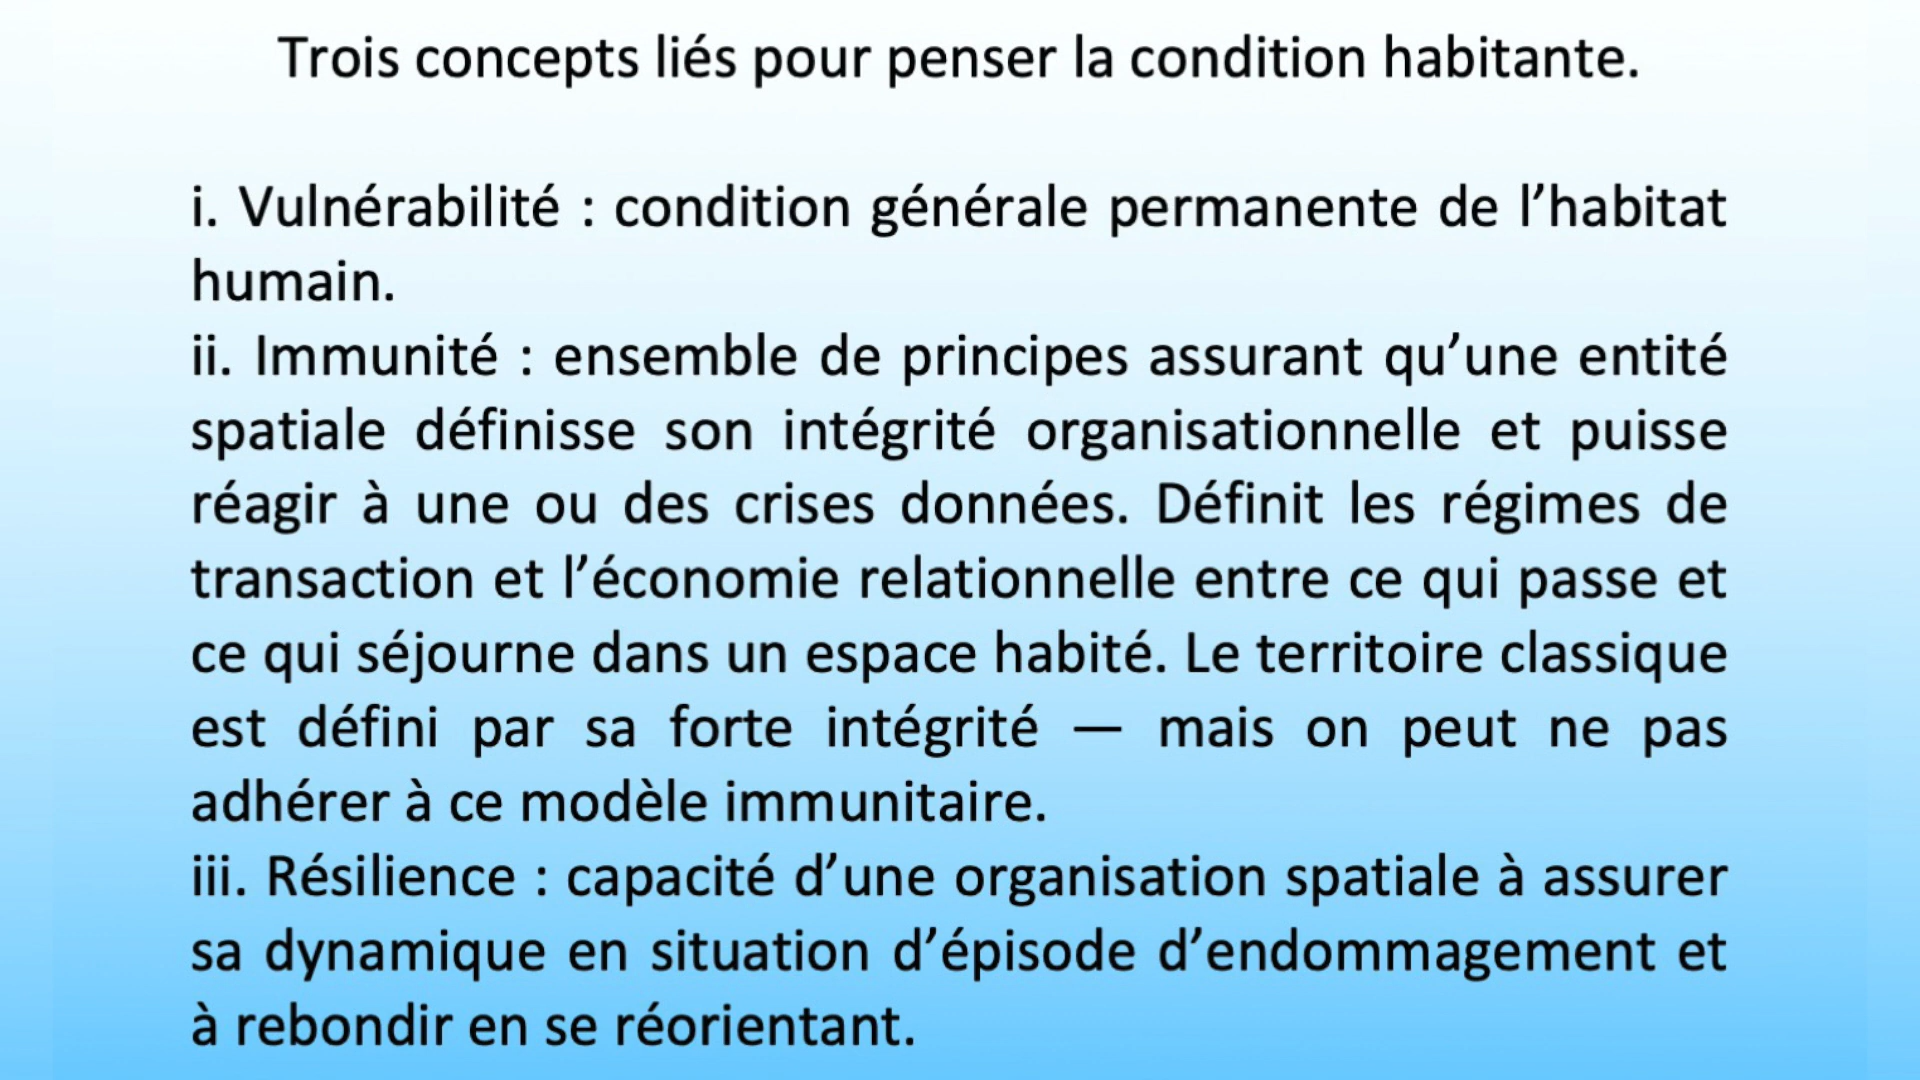 Trois concepts liés pour penser la condition habitante.
i. Vulnérabilité : condition générale permanente de l’habitat
humain.
ii. Immunité : ensemble de principes assurant qu’une entité
spatiale définisse son intégrité organisationnelle et puisse
réagir à une ou des crises données. Définit les régimes de
transaction et l’économie relationnelle entre ce qui passe et
ce qui séjourne dans un espace habité. Le territoire classique
est défini par sa forte intégrité — mais on peut ne pas
adhérer à ce modèle immunitaire.
iii. Résilience : capacité d’une organisation spatiale à assurer
sa dynamique en situation d’épisode d’endommagement et
à rebondir en se réorientant.